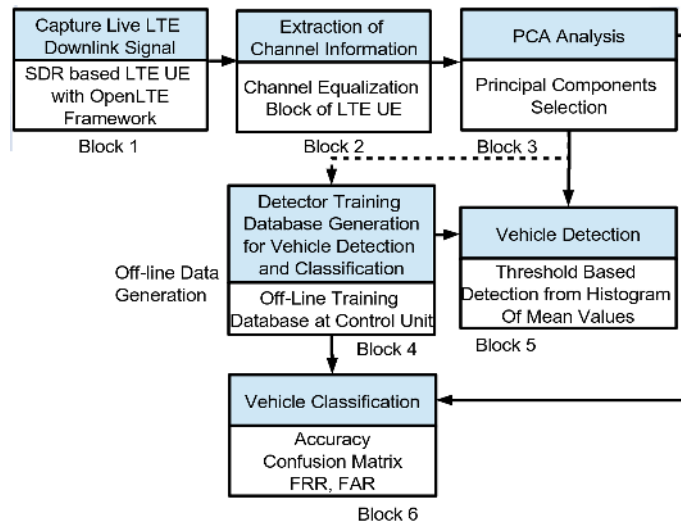 Capture Live LTE
Downlink Signal
SDR based LTE UE
with OpenLTE
Framework
Block 1
Extraction of
Channel Information
Channel Equalization
Block of LTE UE
Block 2
PCA Analysis
Principal Components
Selection
Block 3
Off-line Data
Generation
Detector Training
Database Generation
for Vehicle Detection
and Classification
Off-Line Training
Database at Control Unit
Block 4
Vehicle Detection
Threshold Based
Detection from Histogram
Of Mean Values
Block 5
Vehicle Classification
Accuracy
Confusion Matrix
FRR, FAR
Block 6